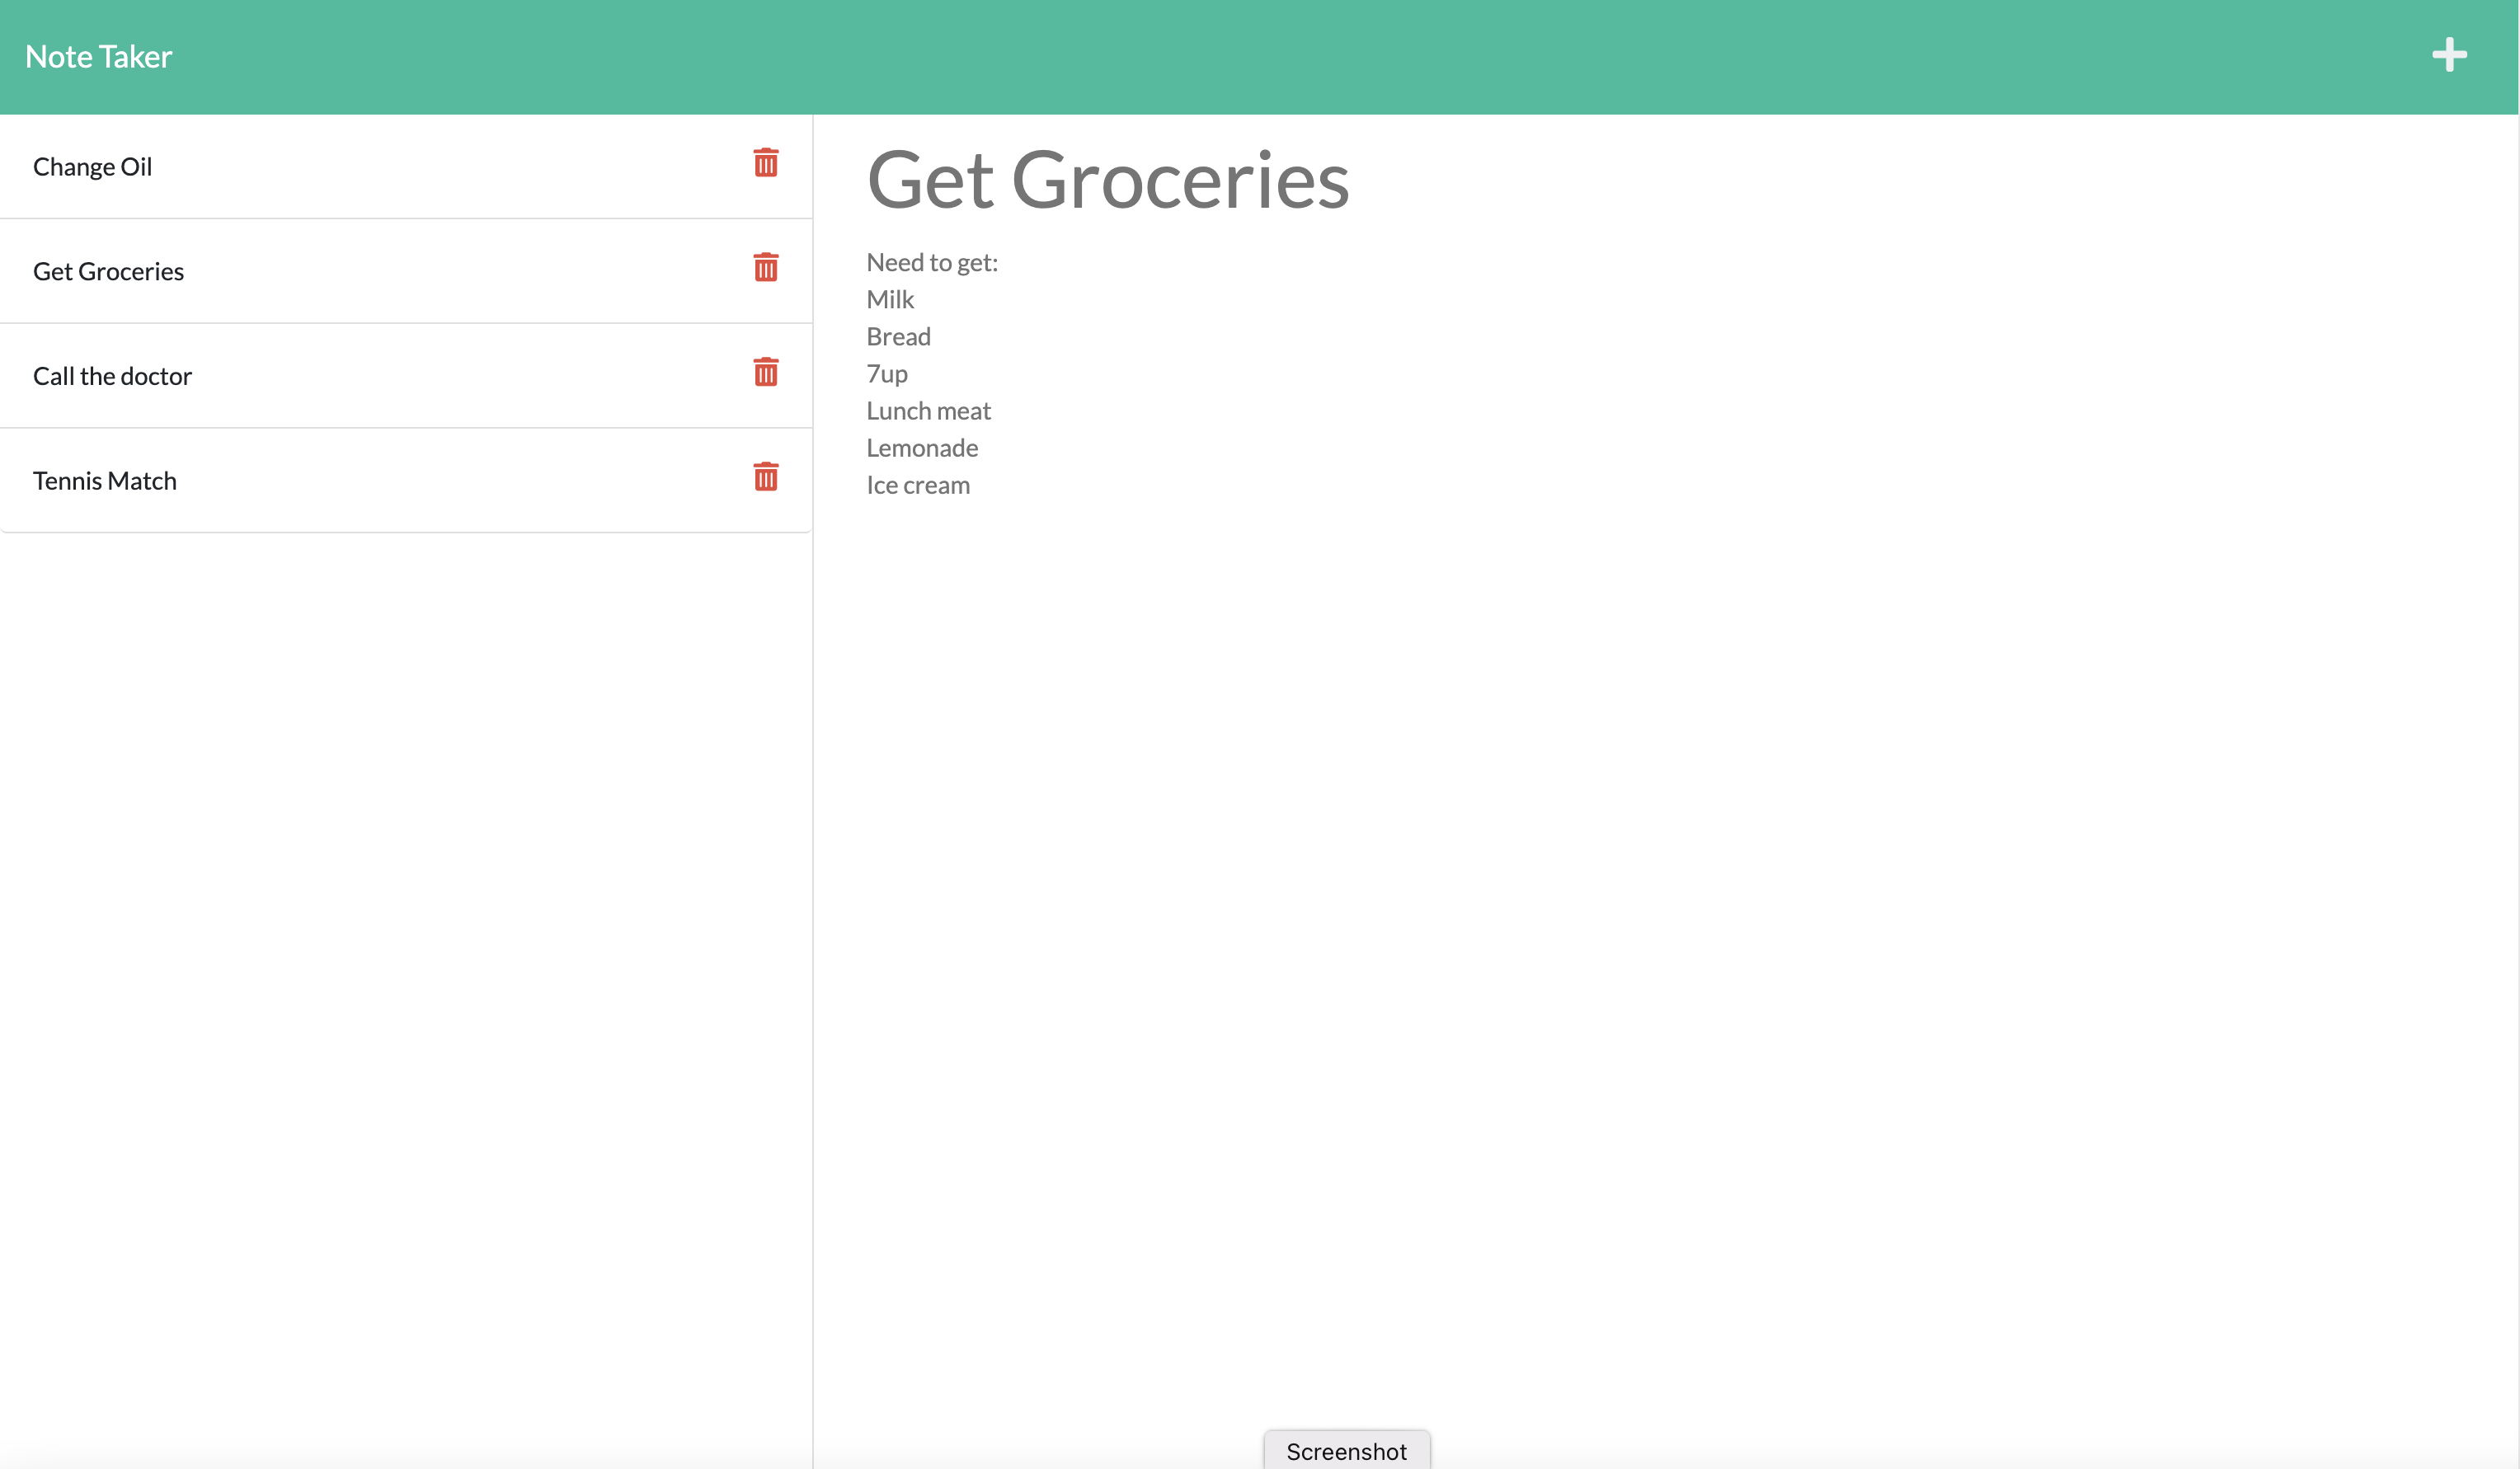 Note Taker
Change Oil
Get Groceries
Call the doctor
Tennis Match
Get Groceries
Need to get:
Milk
Bread
7up
Lunch meat
Lemonade
Ice cream
Screenshot